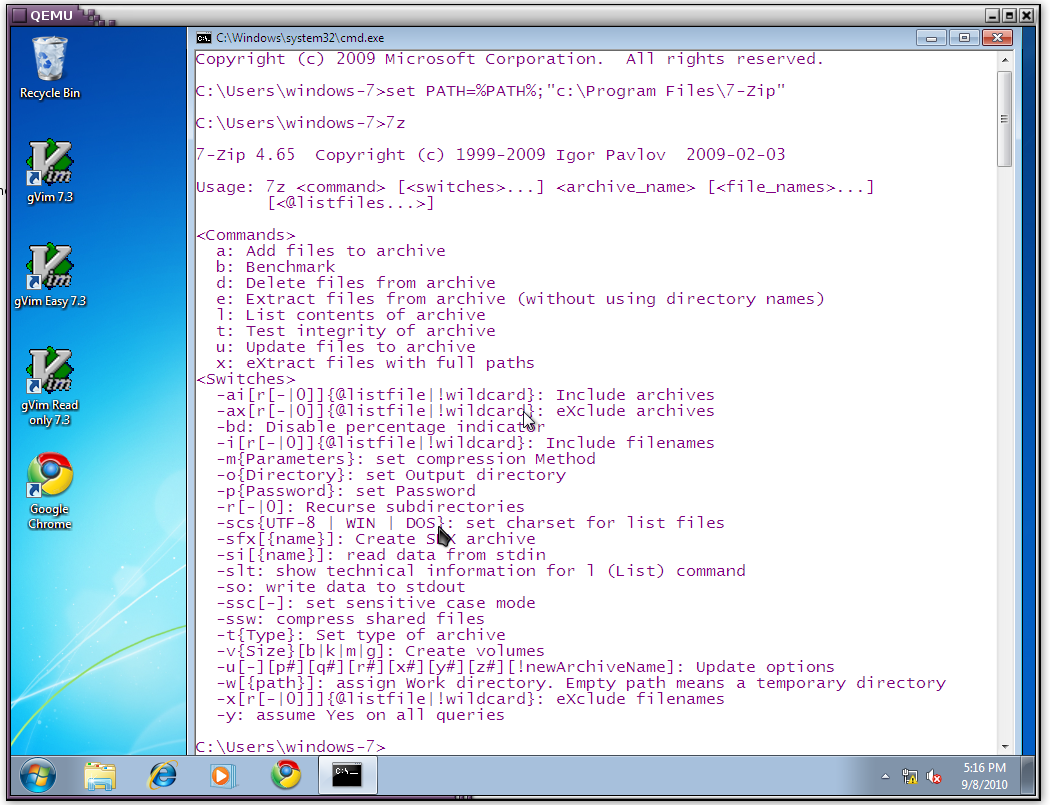 QEMU
Recycle Bin
gVim 7.3
gVim Easy 7.3
gVim Read
only 7.3
Google
Chrome
C:\Windows\system32\cmd.exe
Copyright (c) 2009 Microsoft Corporation.  All rights reserved.
C:\Users\windows-7>set PATH=%PATH%;"c:\Program Files\7-Zip"
C:\Users\windows-7>7z
7-Zip 4.65  Copyright (c) 1999-2009 Igor Pavlov  2009-02-03
Usage: 7z <command> [<switches>...] <archive_name> [<file_names>...]
[<@listfiles...>]
<Commands>
a: Add files to archive
b: Benchmark
d: Delete files from archive
e: Extract files from archive (without using directory names)
l: List contents of archive
t: Test integrity of archive
u: Update files to archive
x: eXtract files with full paths
<Switches>
-ai[r[-|0]]{@listfile|!wildcard}: Include archives
-ax[r[-|0]]{@listfile|!wildcard}: eXclude archives
-bd: Disable percentage indicator
-i[r[-|0]]{@listfile|!wildcard}: Include filenames
-m{Parameters}: set compression Method
-o{Directory}: set Output directory
-p{Password}: set Password
-r[-|0]: Recurse subdirectories
-scs{UTF-8 | WIN | DOS}: set charset for list files
-sfx[{name}]: Create SFX archive
-si[{name}]: read data from stdin
-slt: show technical information for l (List) command
-so: write data to stdout
-ssc[-]: set sensitive case mode
-ssw: compress shared files
-t{Type}: Set type of archive
-v{Size}[b|k|m|g]: Create volumes
-u[-][p#][q#][r#][x#][y#][z#][!newArchiveName]: Update options
-w[{path}]: assign Work directory. Empty path means a temporary directory
-x[r[-|0]]]{@listfile|!wildcard}: eXclude filenames
-y: assume Yes on all queries
C:\Users\windows-7>
5:16 PM
9/8/2010